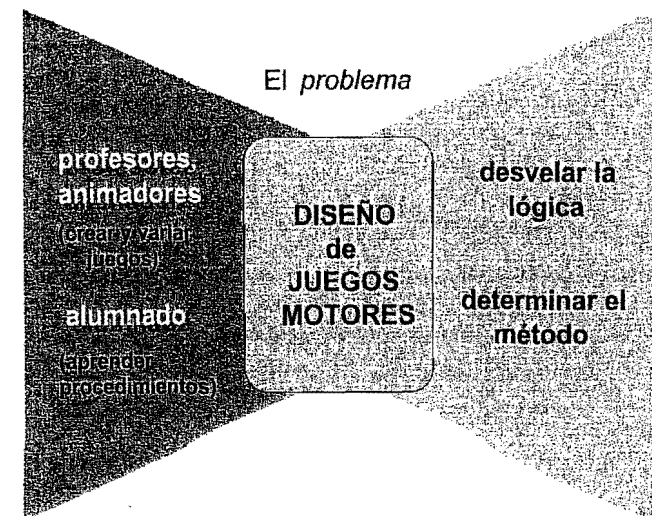 El problema
profesores,
animadores
(crear y variar
juegos)
alumnado
(aprender
procedimientos)
DISEÑO
de
JUEGOS
MOTORES
desvelar la
lógica
determinar el
método